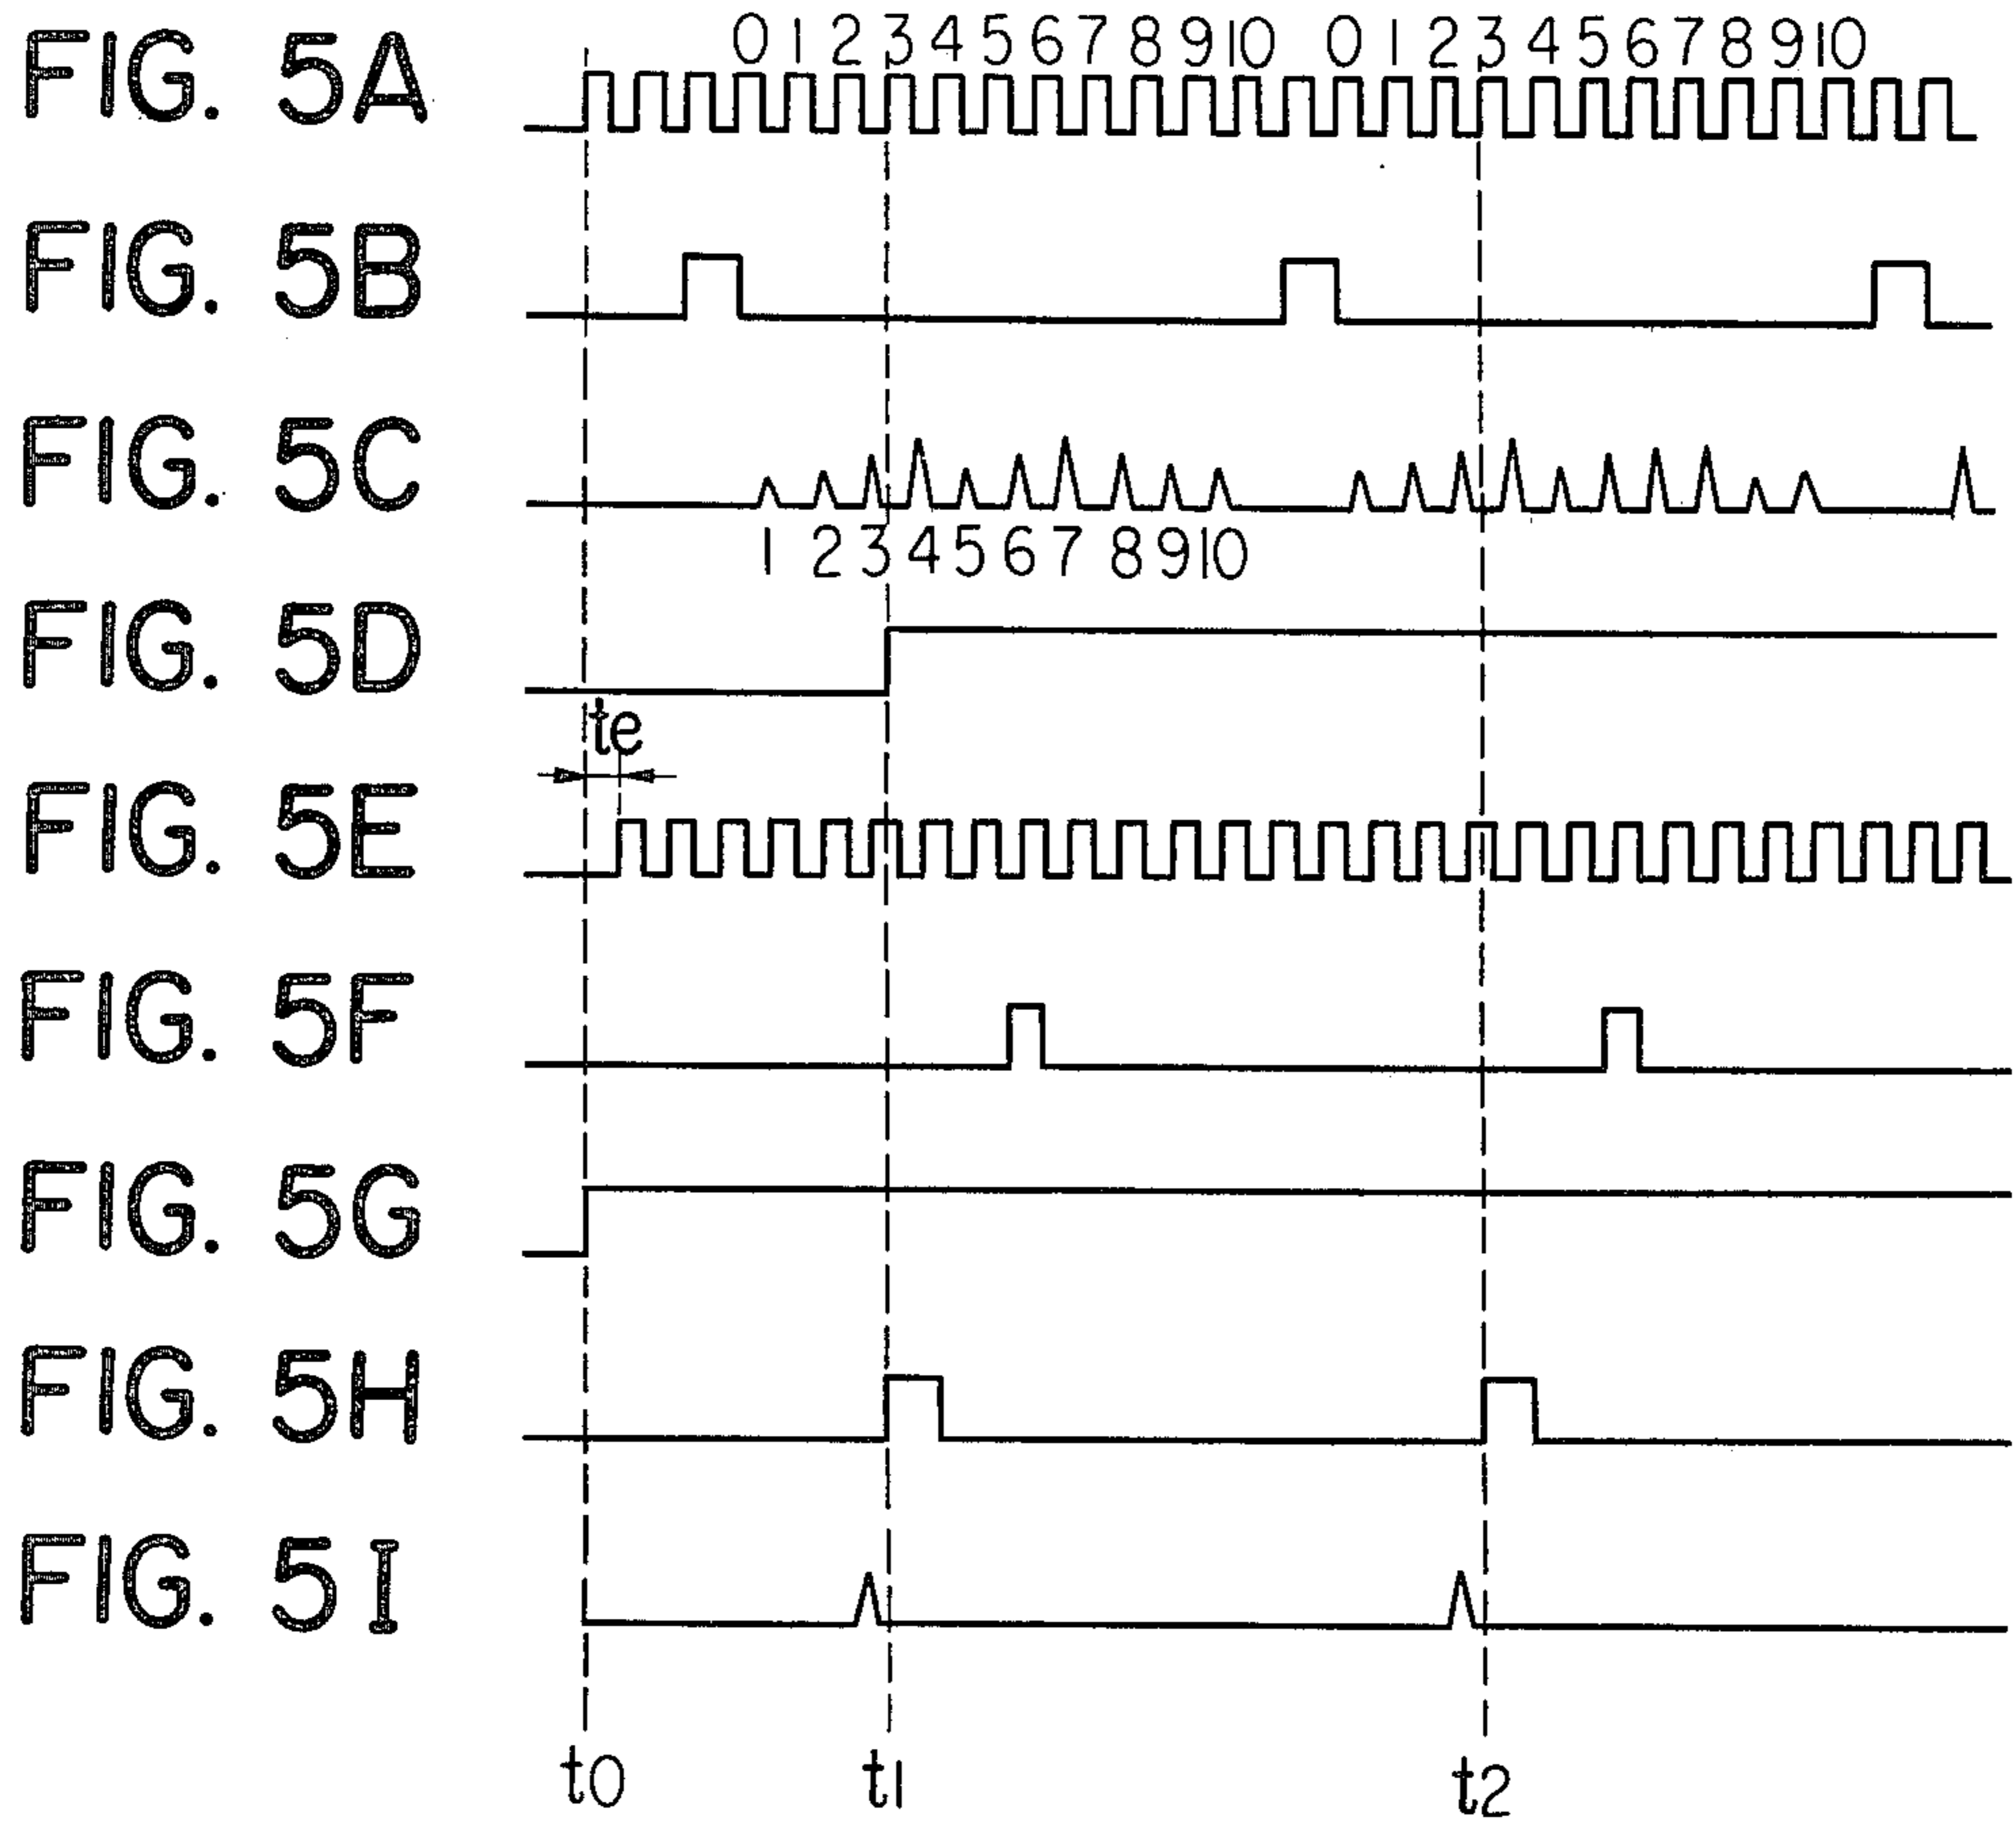 FIG. 5A
0 1 2 3 4 5 6 7 8 9 10 0 1 2 3 4 5 6 7 8 9 10
FIG. 5B
FIG. 5C
1 2 3 4 5 6 7 8 9 10
FIG. 5D
te
FIG. 5E
FIG. 5F
FIG. 5G
FIG. 5H
FIG. 5I
t0 t1 t2